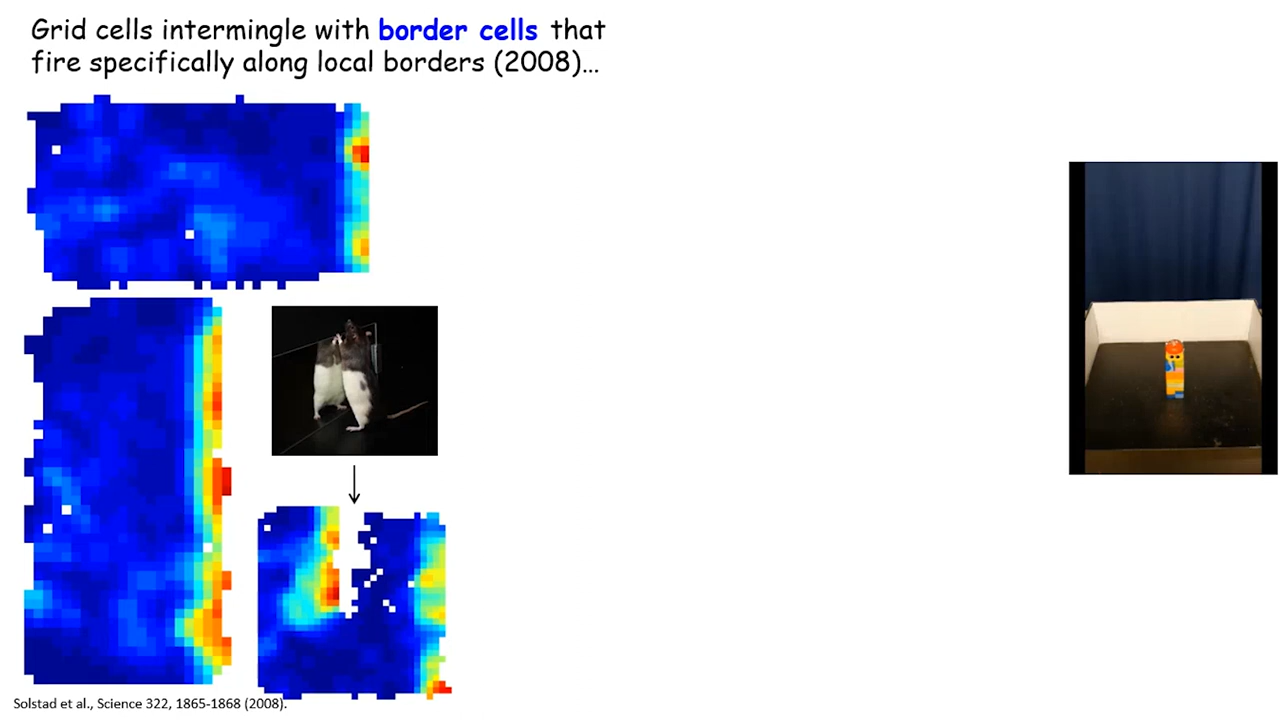 Grid cells intermingle with border cells that
fire specifically along local borders (2008)…
Solstad et al., Science 322, 1865-1868 (2008).